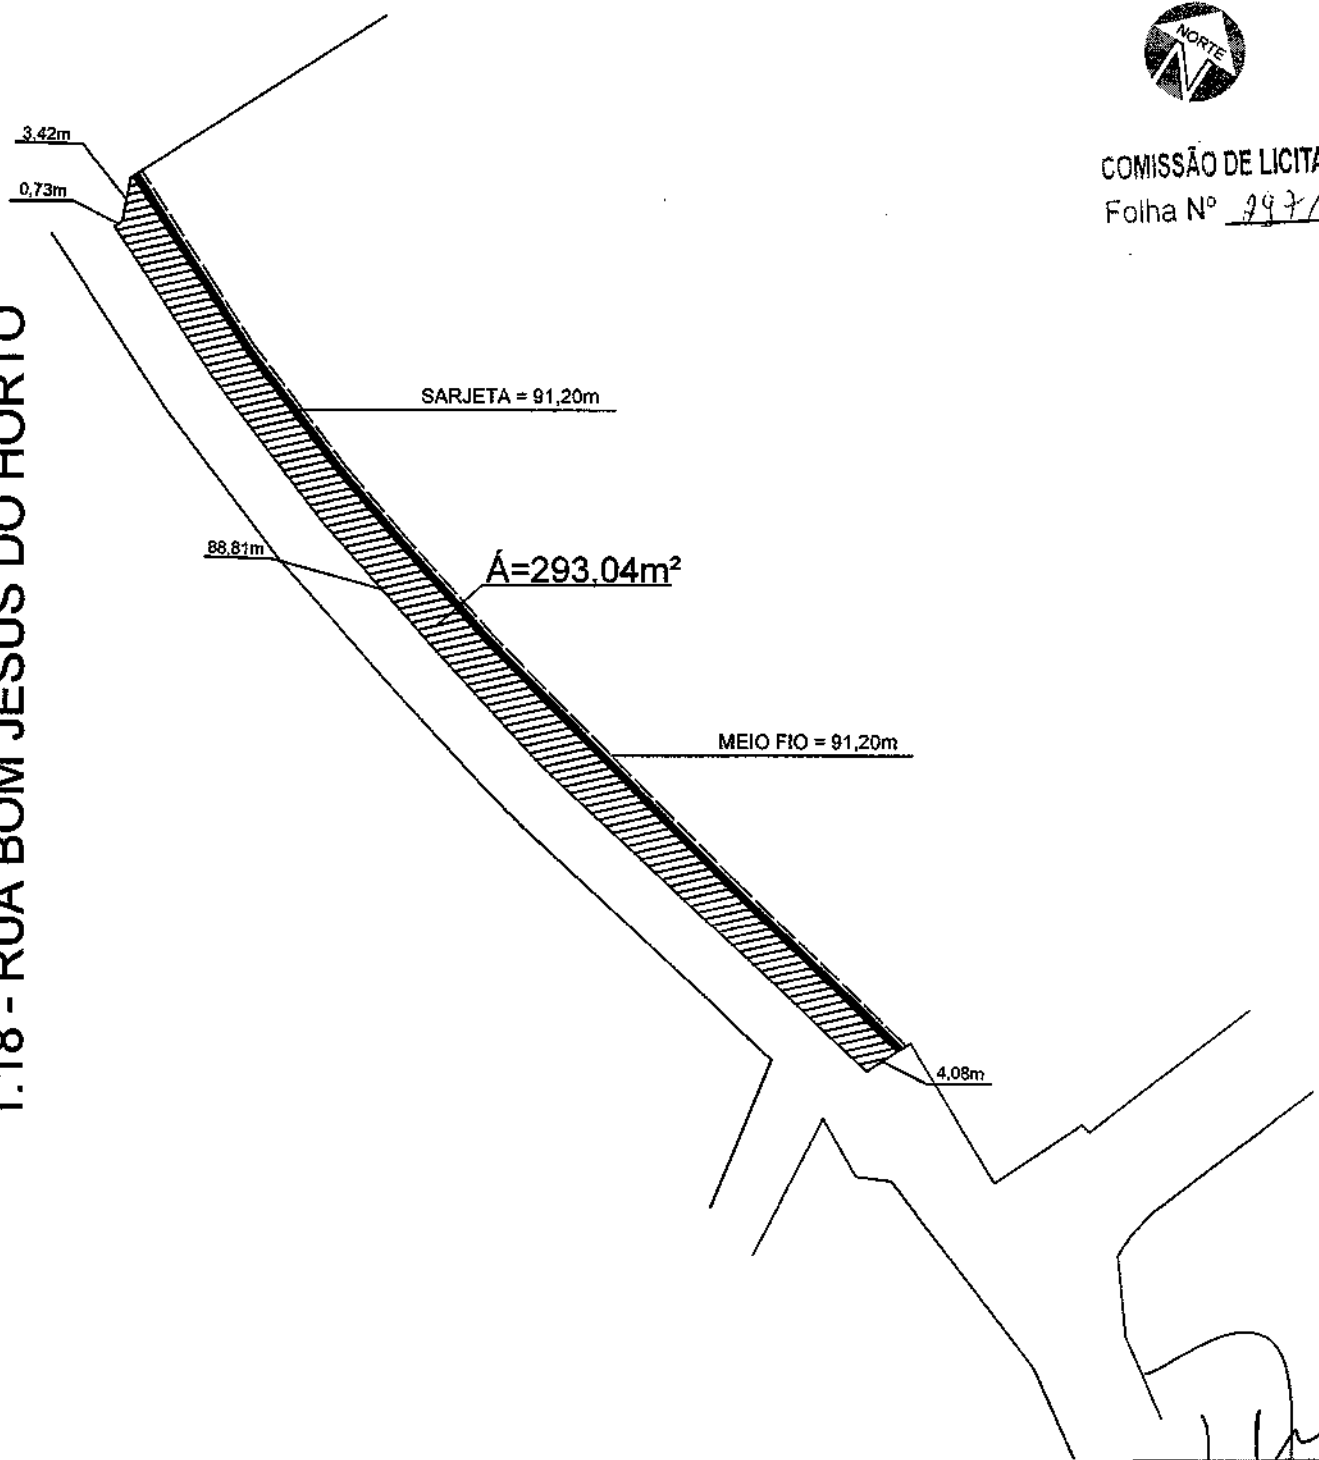 NORTE
COMISSÃO DE LICITA
Folha Nº
3,42m
0,73m
1.18 - RUA BOM JESUS DO HORTO
SARJETA = 91,20m
88,81m
Á=293,04m²
MEIO FIO = 91,20m
4,08m